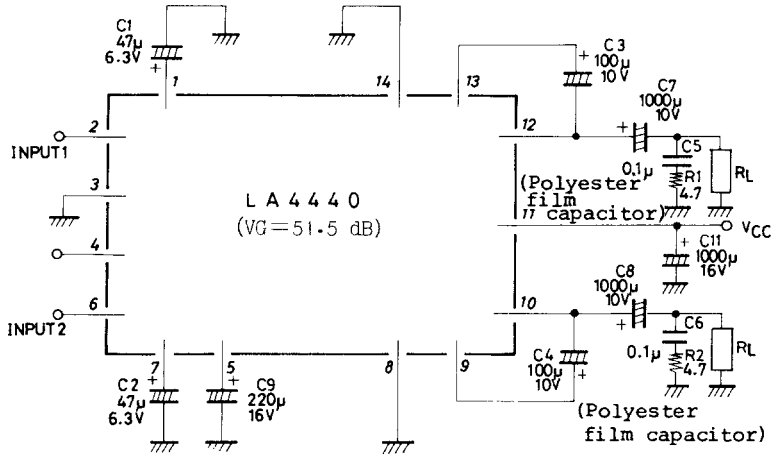 C1
47μ
6.3V
+
1
14
13
+
C3
100μ
10V
C7
1000μ
10V
+
12
2
INPUT1
C5
0.1μ
R1
4.7
RL
3
LA4440
(VG=51.5 dB)
(Polyester
film
capacitor)
11
VCC
4
+
C11
1000μ
16V
6
INPUT2
10
C8
1000μ
10V
+
C6
0.1μ
R2
4.7
RL
7
5
8
9
C4
100μ
10V
+
C2
47μ
6.3V
+
C9
220μ
16V
+
(Polyester
film capacitor)